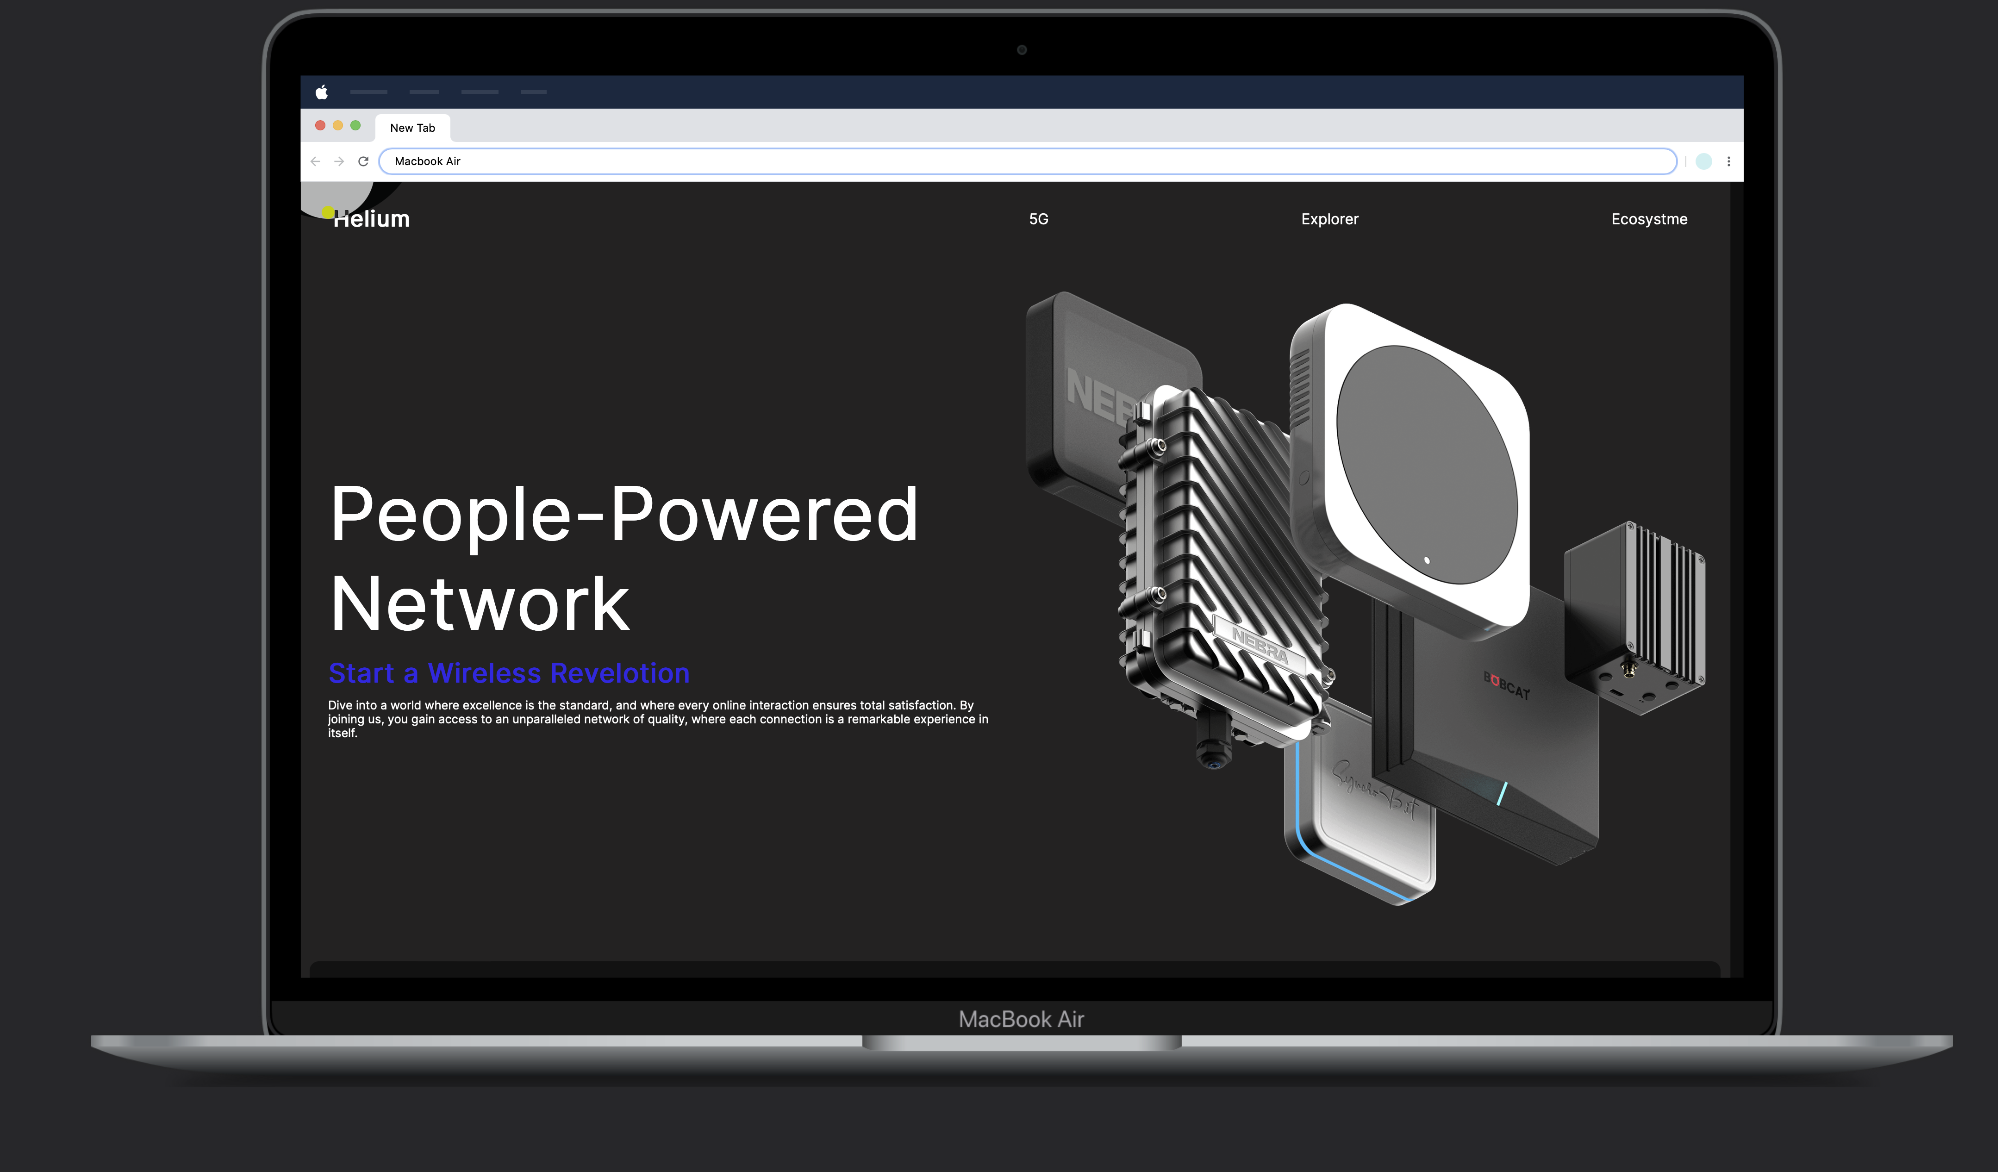 New Tab
Macbook Air
Helium
5G
Explorer
Ecosystme
NEB
People-Powered
Network
NEBRA
Start a Wireless Revelotion
BOBCAT
Dive into a world where excellence is the standard, and where every online interaction ensures total satisfaction. By
joining us, you gain access to an unparalleled network of quality, where each connection is a remarkable experience in
itself.
MacBook Air